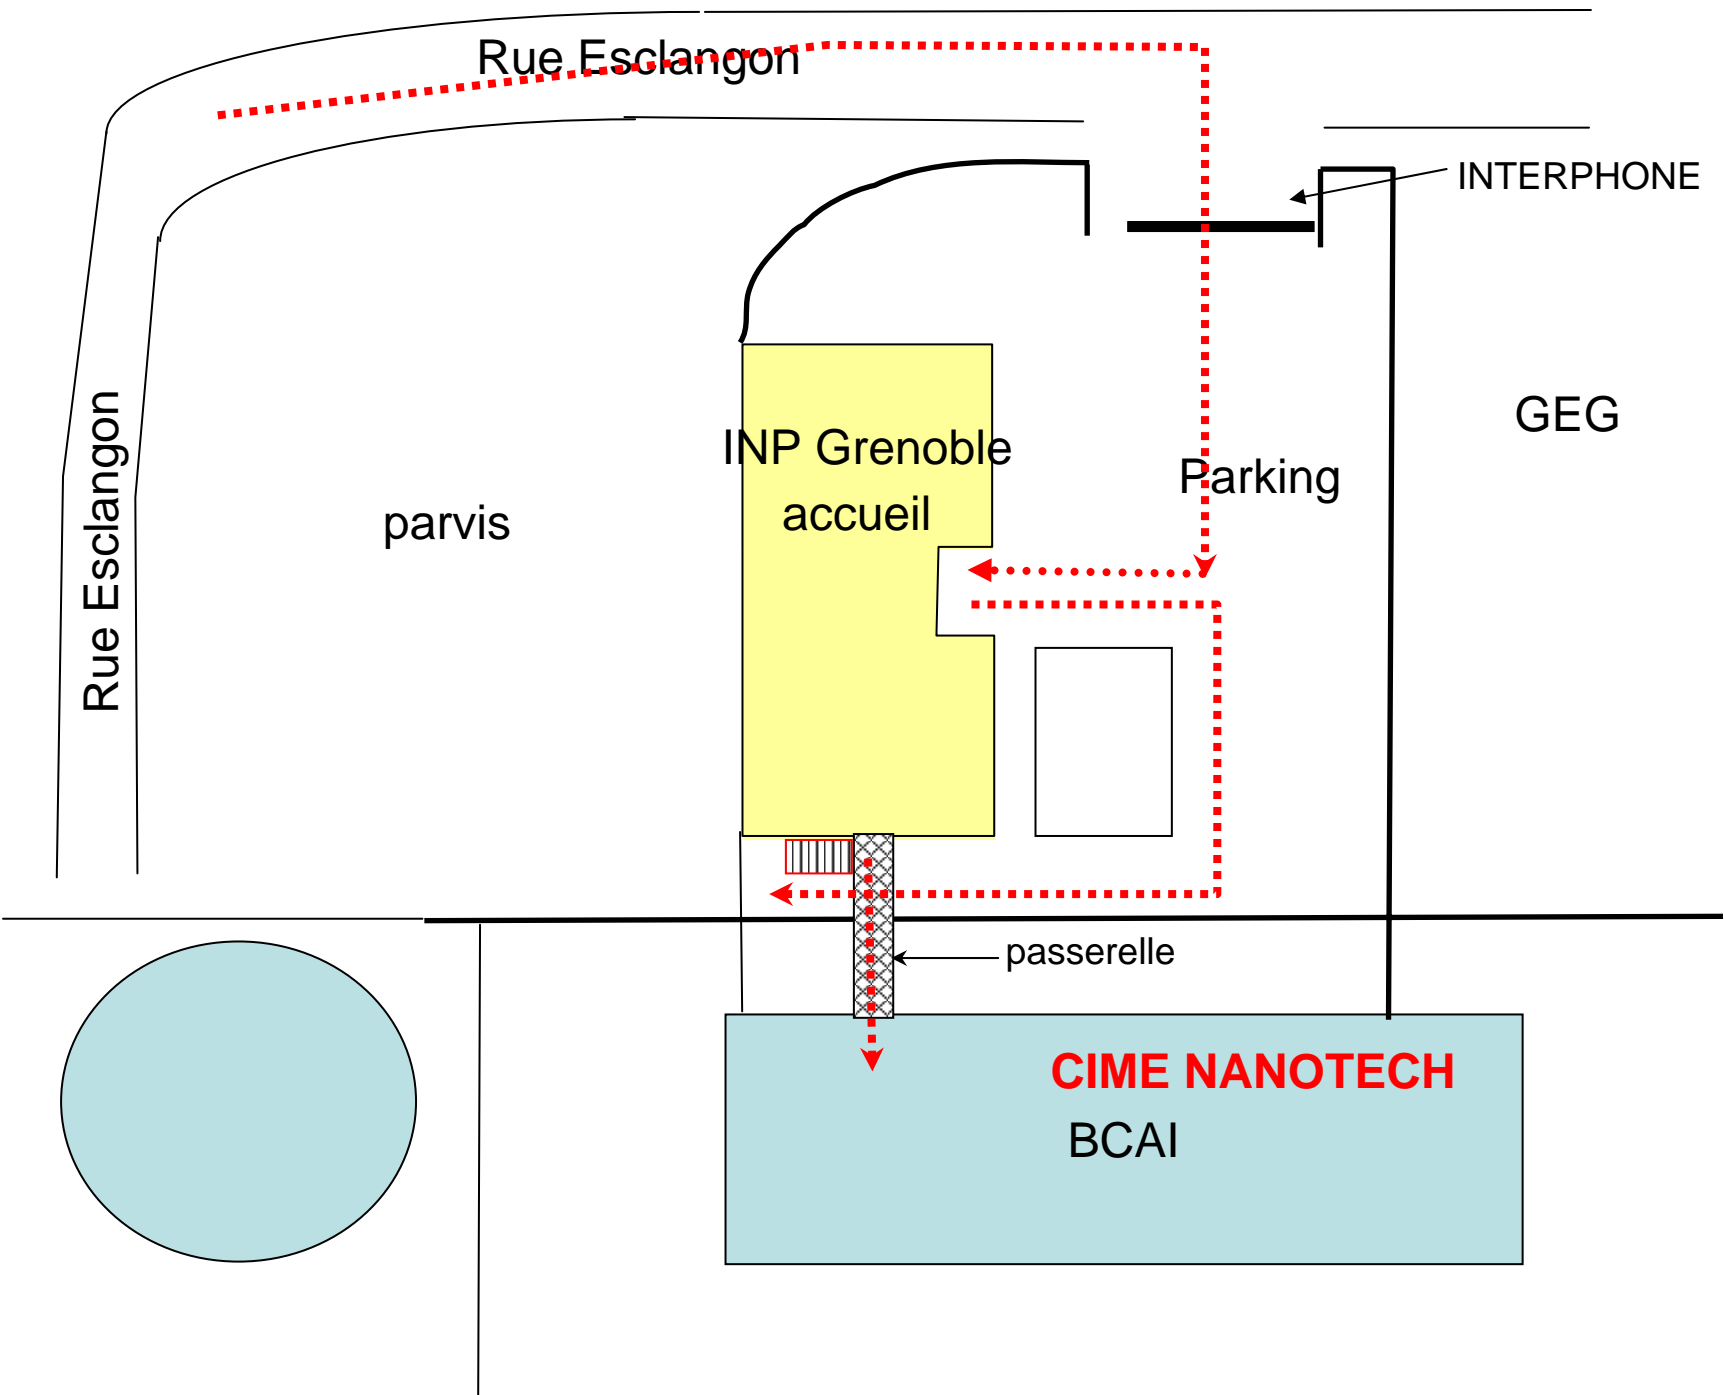 Rue Esclangon
INTERPHONE
GEG
INP Grenoble
accueil
Parking
parvis
Rue Esclangon
passerelle
CIME NANOTECH
BCAI